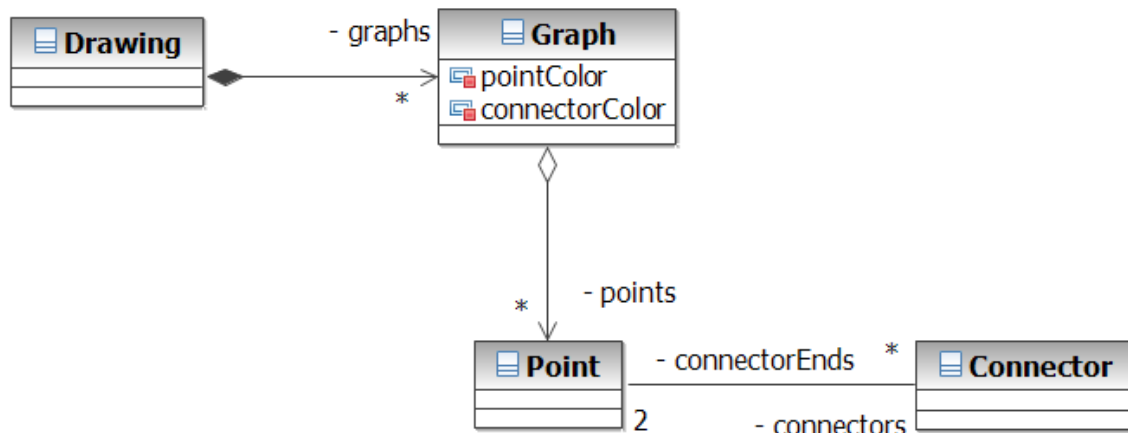 Drawing
- graphs
*
Graph
pointColor
connectorColor
* - points
Point
- connectorEnds *
Connector
2
- connectors